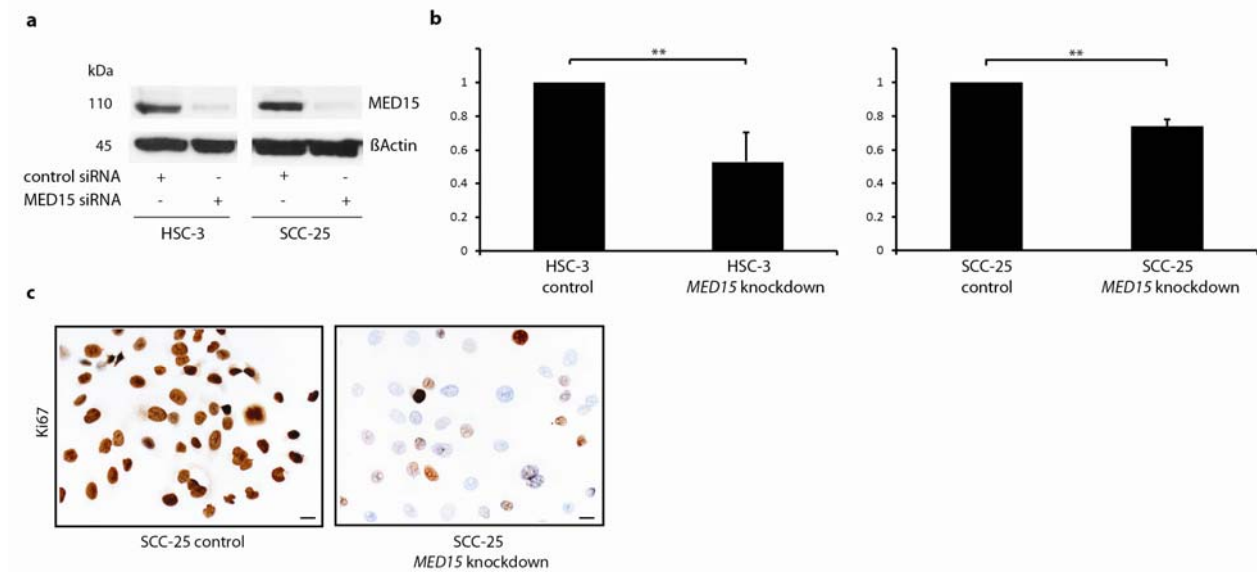 a
kDa
110 MED15
45 ßActin
control siRNA + - + -
MED15 siRNA - + - +
HSC-3 SCC-25
b
**
1
0.8
0.6
0.4
0.2
0
HSC-3 control
HSC-3 MED15 knockdown
**
1
0.8
0.6
0.4
0.2
0
SCC-25 control
SCC-25 MED15 knockdown
c
Ki67
SCC-25 control
SCC-25
MED15 knockdown